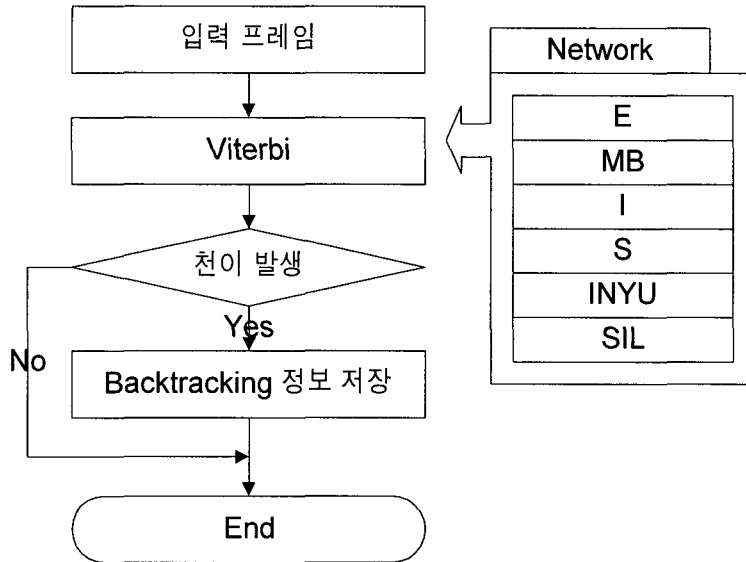 입력 프레임
Viterbi
천이 발생
Yes
No
Backtracking 정보 저장
End
Network
E
MB
I
S
INYU
SIL